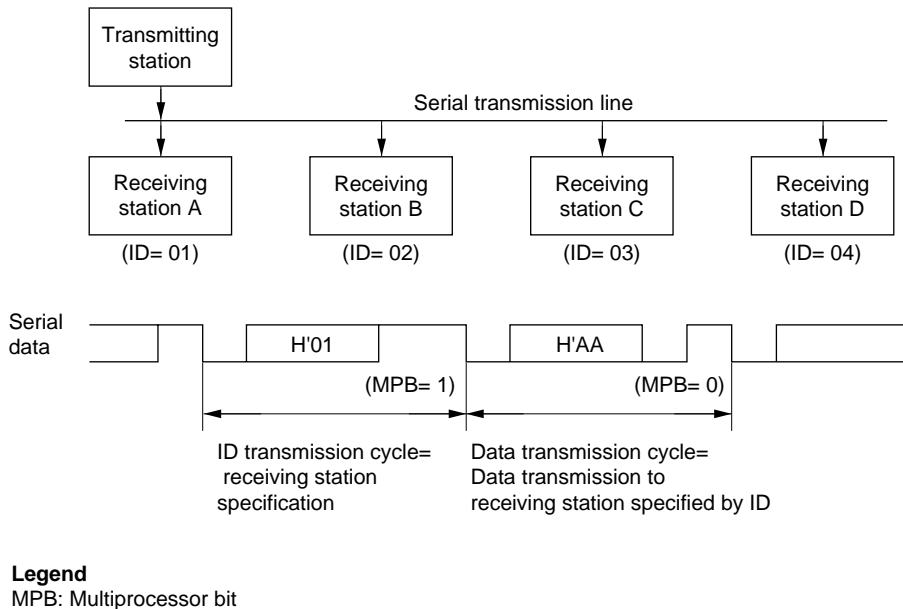 Transmitting
station
Serial transmission line
Receiving
station A
Receiving
station B
Receiving
station C
Receiving
station D
(ID= 01)
(ID= 02)
(ID= 03)
(ID= 04)
Serial
data
H'01
H'AA
(MPB= 1)
(MPB= 0)
ID transmission cycle=
receiving station
specification
Data transmission cycle=
Data transmission to
receiving station specified by ID
Legend
MPB: Multiprocessor bit